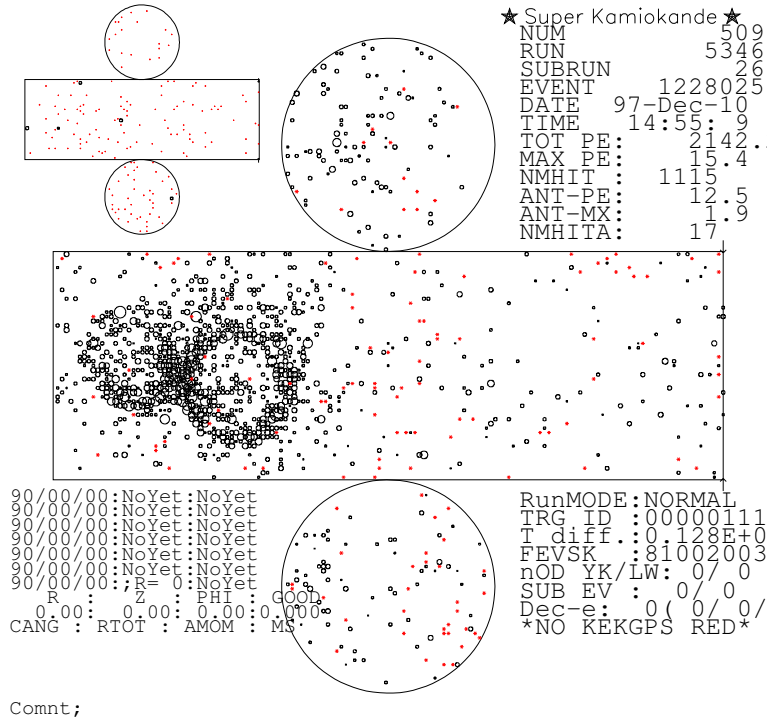 ★ Super Kamiokande ★
NUM 509
RUN 5346
SUBRUN 26
EVENT 1228025
DATE 97-Dec-10
TIME 14:55: 9
TOT PE: 2142.
MAX PE: 15.4
NMHIT : 1115
ANT-PE: 12.5
ANT-MX: 1.9
NMHITA: 17
90/00/00:NoYet:NoYet
90/00/00:NoYet:NoYet
90/00/00:NoYet:NoYet
90/00/00:NoYet:NoYet
90/00/00:NoYet:NoYet
90/00/00:NoYet:NoYet
90/00/00:;R= 0:NoYet
R : Z : PHI : GOOD
0.00: 0.00: 0.00:0.000
CANG : RTOT : AMOM : MS
RunMODE:NORMAL
TRG ID :00000111
T diff.:0.128E+0
FEVSK :81002003
nOD YK/LW: 0/ 0
SUB EV : 0/ 0
Dec-e: 0( 0/ 0/
*NO KEKGPS RED*
Comnt;